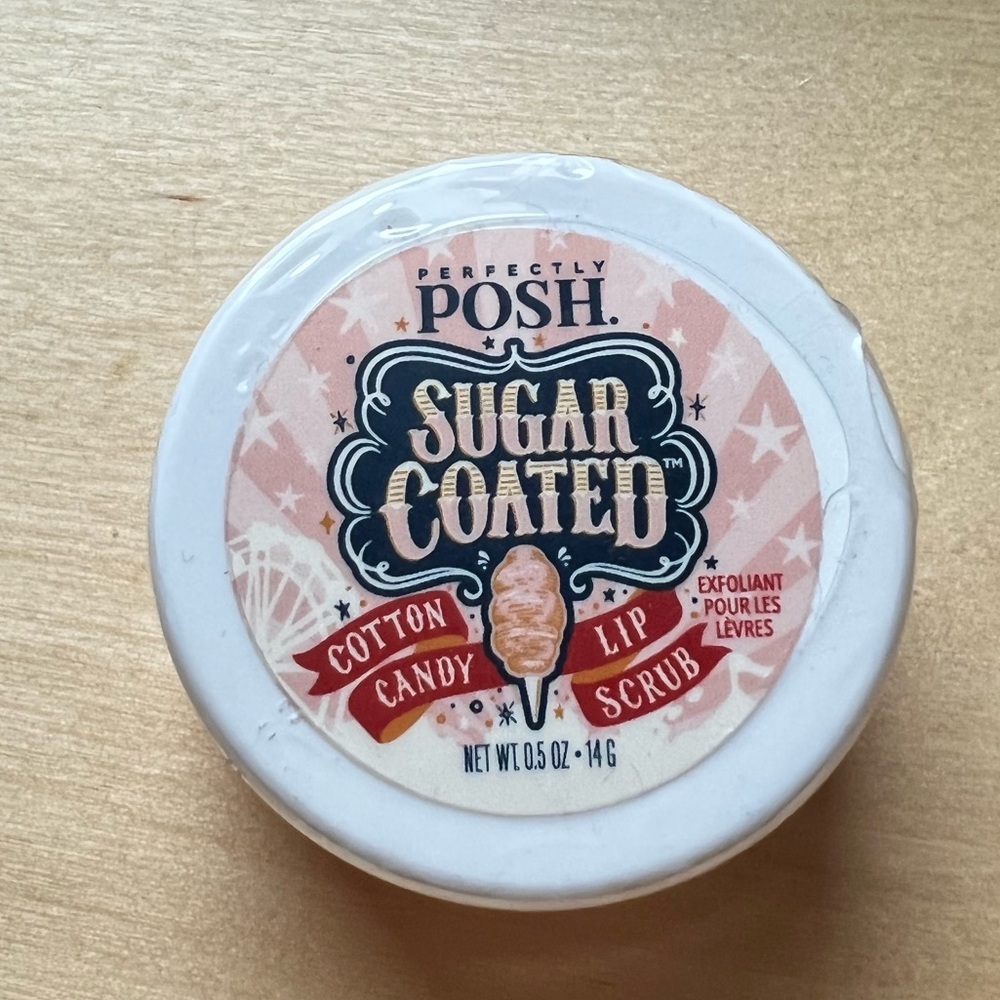 PERFECTLY
POSH.
SUGAR
COATED™
COTTON
CANDY
LIP
SCRUB
EXFOLIANT
POUR LES
LÈVRES
NET WT. 0.5 OZ • 14 G